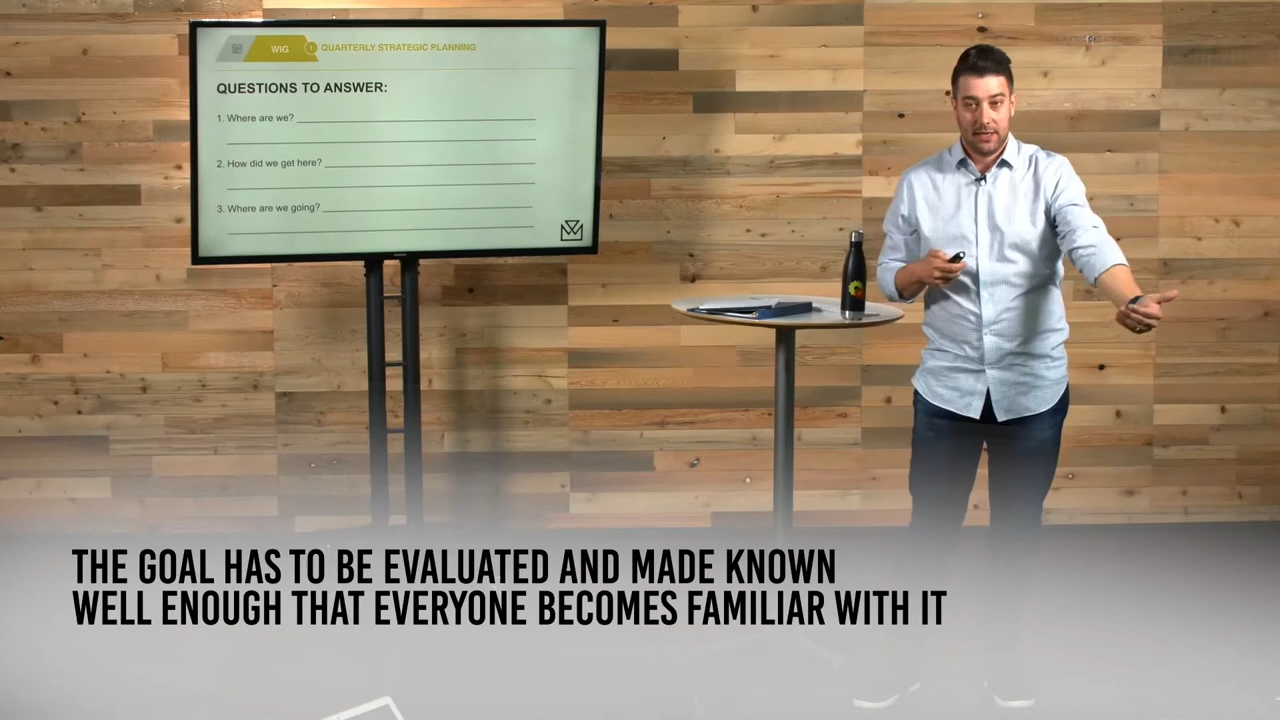 WIG 1 QUARTERLY STRATEGIC PLANNING
QUESTIONS TO ANSWER:
1. Where are we?
2. How did we get here?
3. Where are we going?
THE GOAL HAS TO BE EVALUATED AND MADE KNOWN
WELL ENOUGH THAT EVERYONE BECOMES FAMILIAR WITH IT